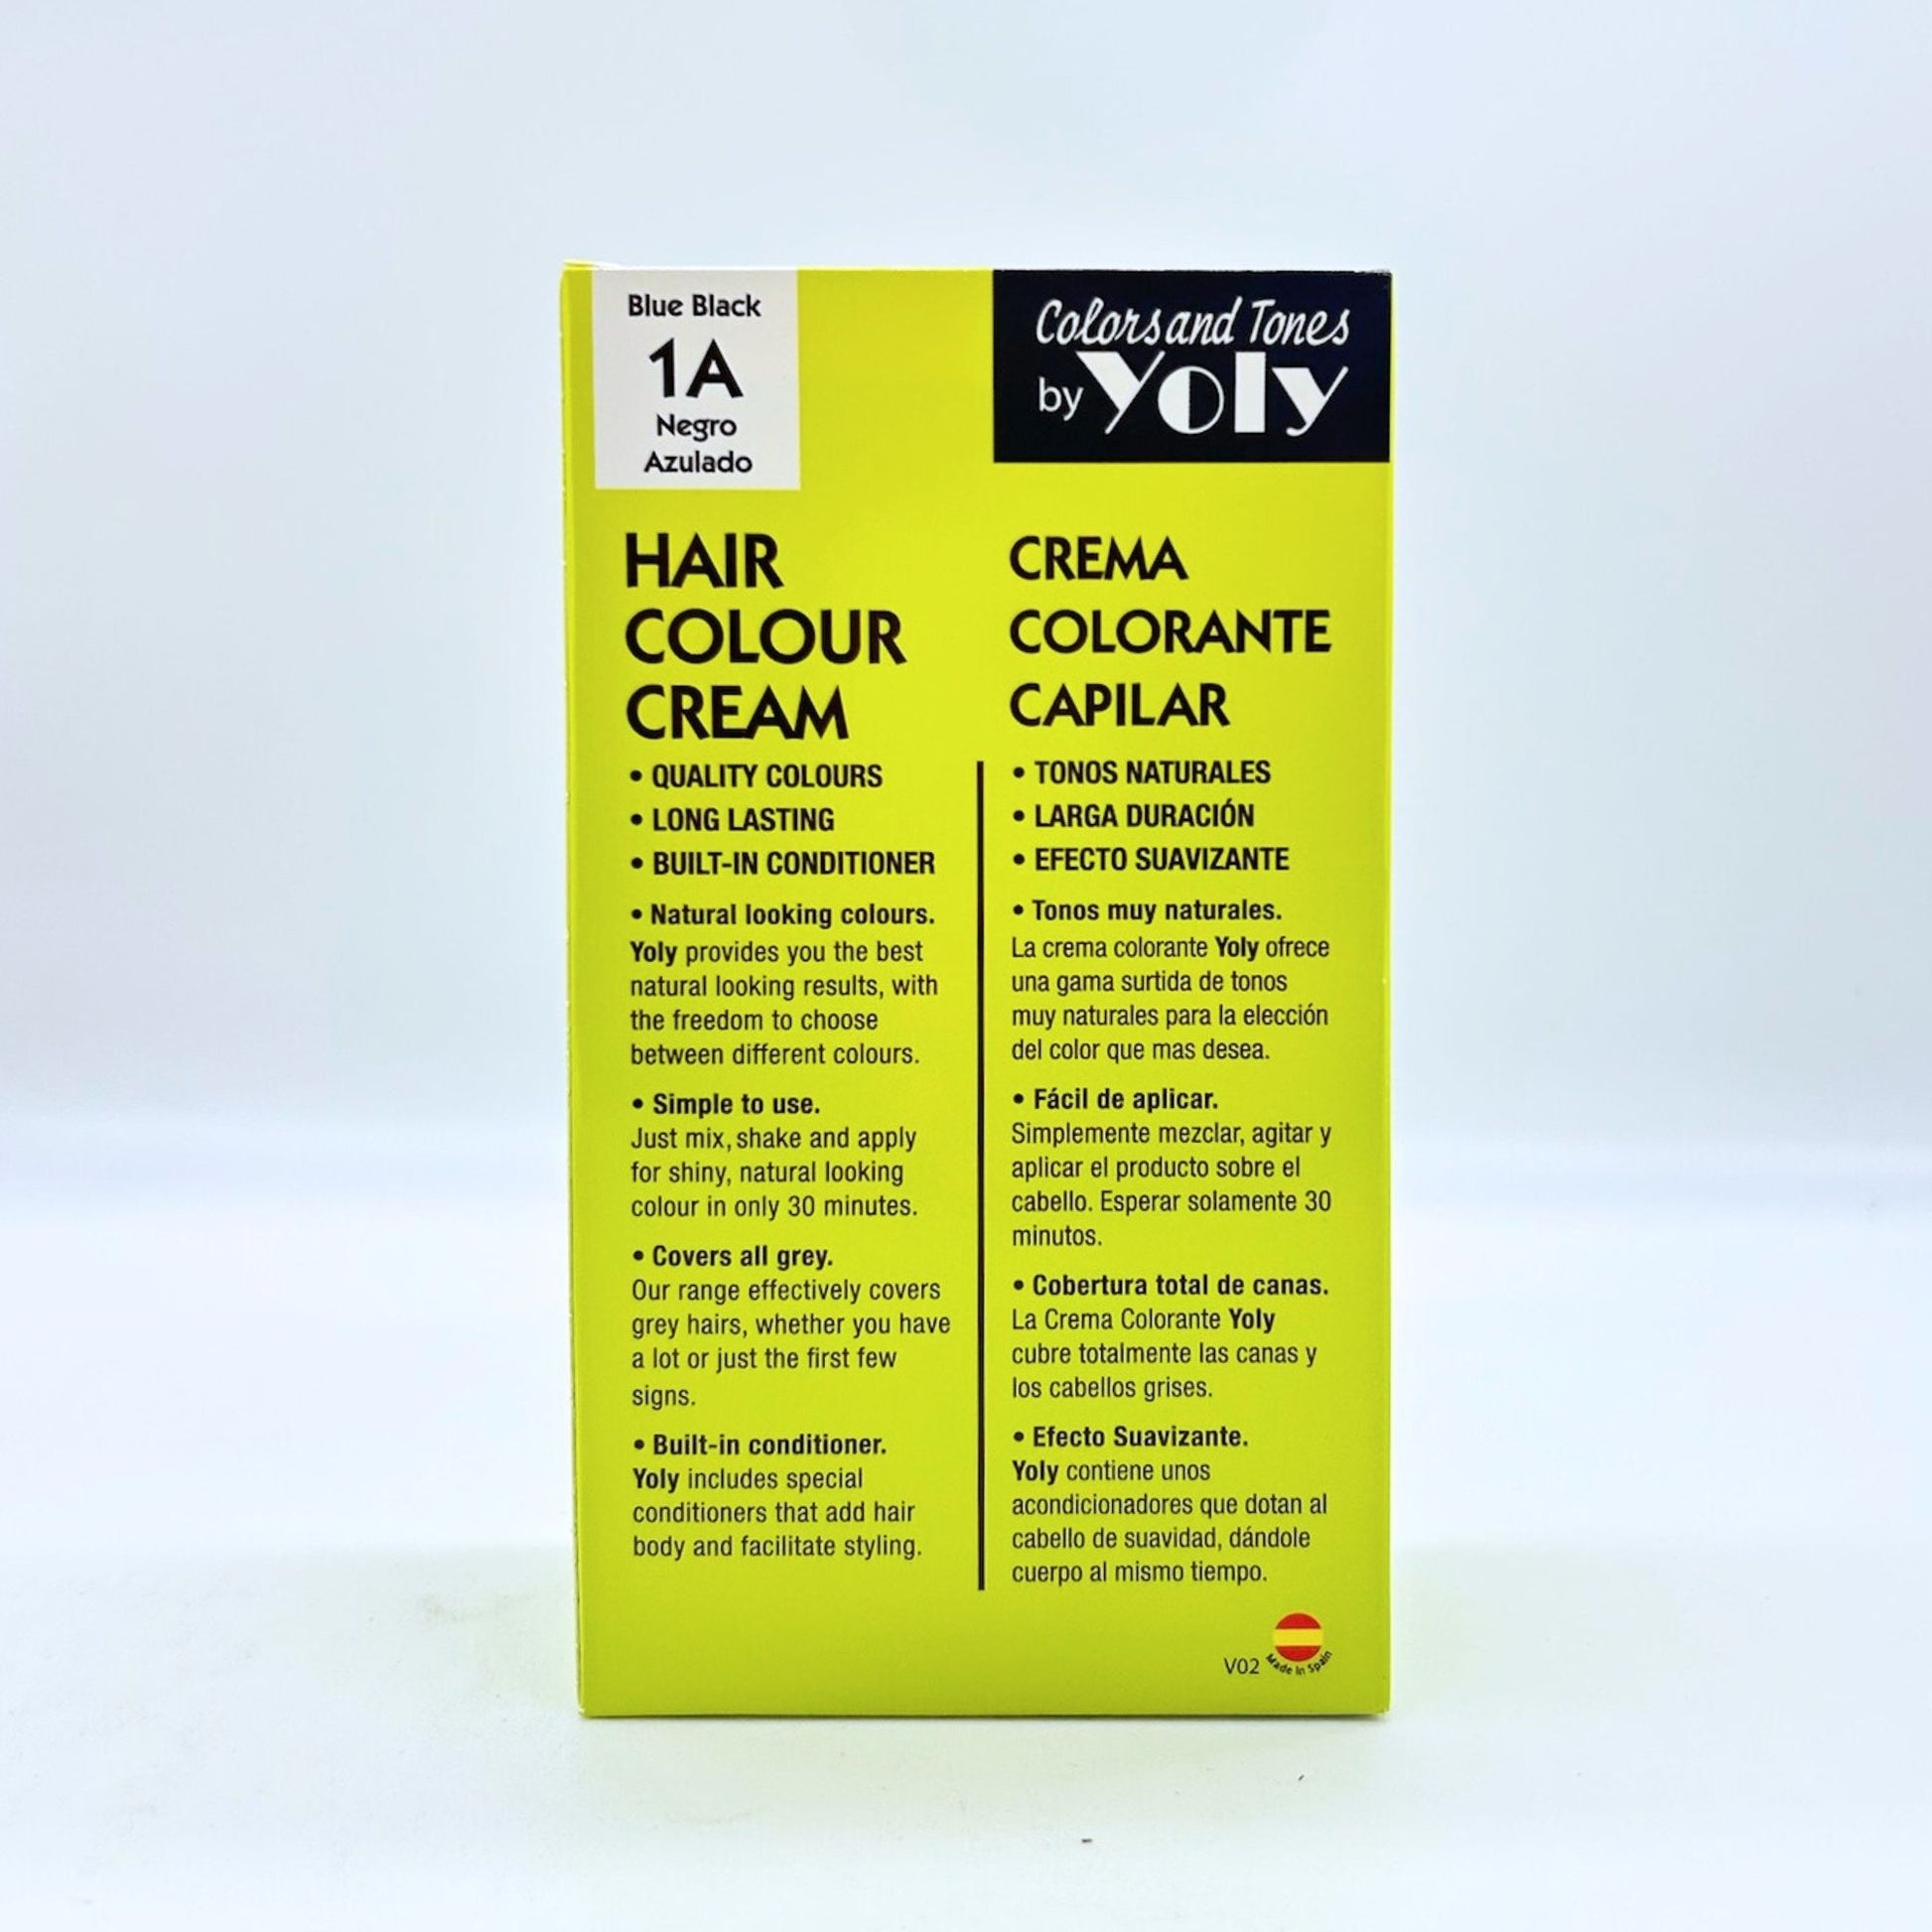 Blue Black
1A
Negro
Azulado
Colors and Tones
by Yoly
HAIR
COLOUR
CREAM
• QUALITY COLOURS
• LONG LASTING
• BUILT-IN CONDITIONER
• Natural looking colours.
Yoly provides you the best
natural looking results, with
the freedom to choose
between different colours.
• Simple to use.
Just mix, shake and apply
for shiny, natural looking
colour in only 30 minutes.
• Covers all grey.
Our range effectively covers
grey hairs, whether you have
a lot or just the first few
signs.
• Built-in conditioner.
Yoly includes special
conditioners that add hair
body and facilitate styling.
CREMA
COLORANTE
CAPILAR
• TONOS NATURALES
• LARGA DURACIÓN
• EFECTO SUAVIZANTE
• Tonos muy naturales.
La crema colorante Yoly ofrece
una gama surtida de tonos
muy naturales para la elección
del color que mas desea.
• Fácil de aplicar.
Simplemente mezclar, agitar y
aplicar el producto sobre el
cabello. Esperar solamente 30
minutos.
• Cobertura total de canas.
La Crema Colorante Yoly
cubre totalmente las canas y
los cabellos grises.
• Efecto Suavizante.
Yoly contiene unos
acondicionadores que dotan al
cabello de suavidad, dándole
cuerpo al mismo tiempo.
V02
Made In Spain